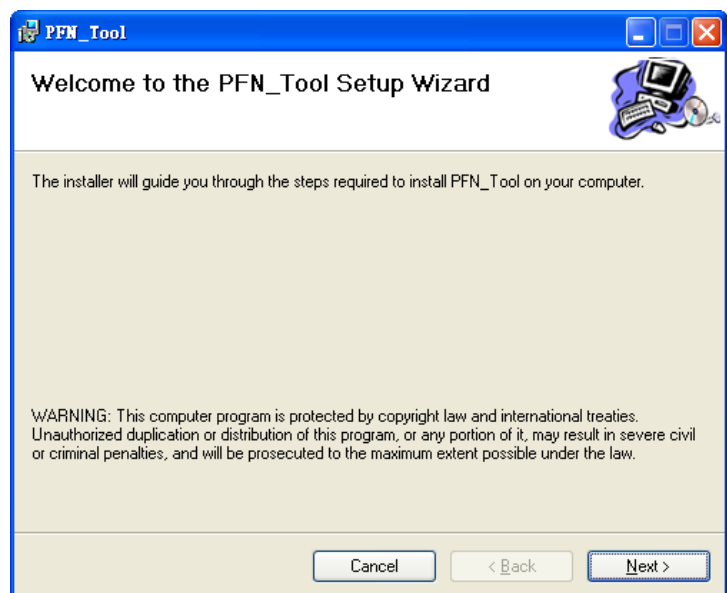 PFN_Tool
Welcome to the PFN_Tool Setup Wizard
The installer will guide you through the steps required to install PFN_Tool on your computer.
WARNING: This computer program is protected by copyright law and international treaties.
Unauthorized duplication or distribution of this program, or any portion of it, may result in severe civil
or criminal penalties, and will be prosecuted to the maximum extent possible under the law.
Cancel
< Back
Next >